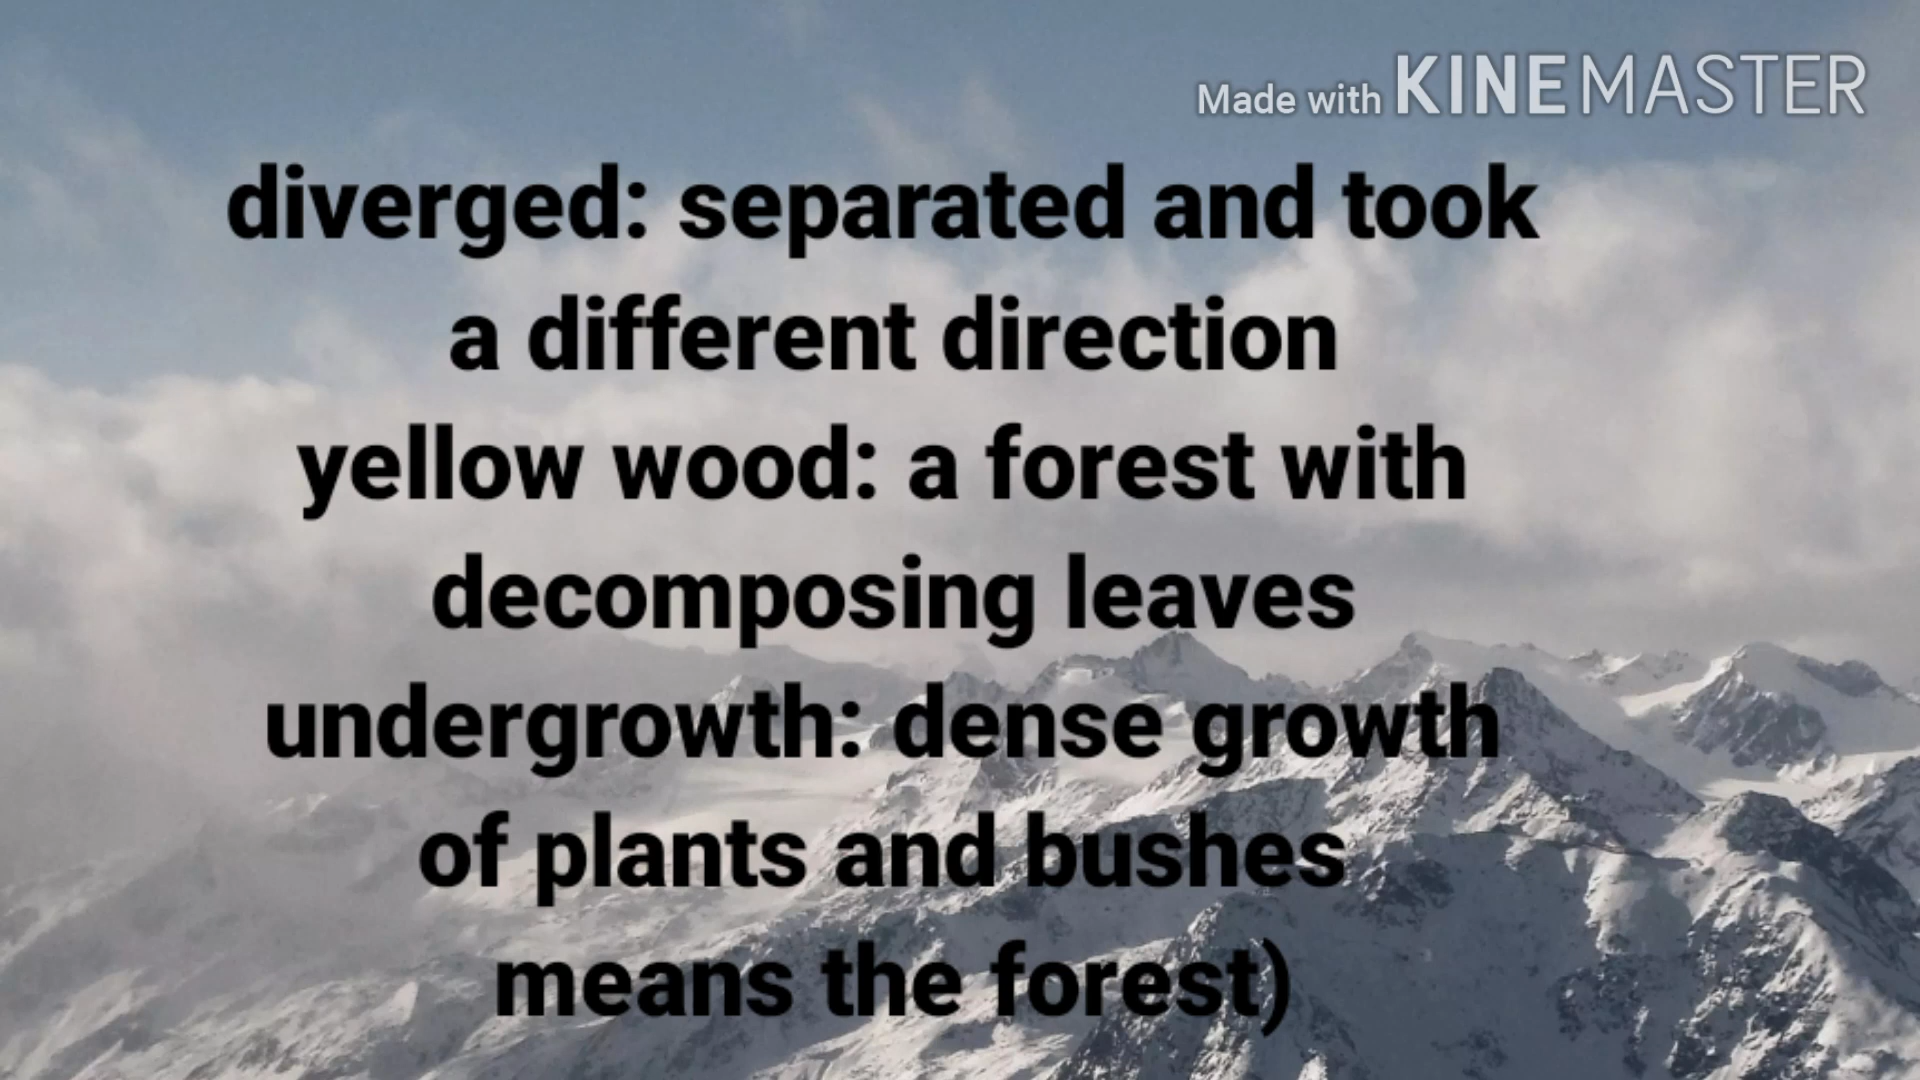 Made with KINEMASTER
diverged: separated and took
a different direction
yellow wood: a forest with
decomposing leaves
undergrowth: dense growth
of plants and bushes
means the forest)